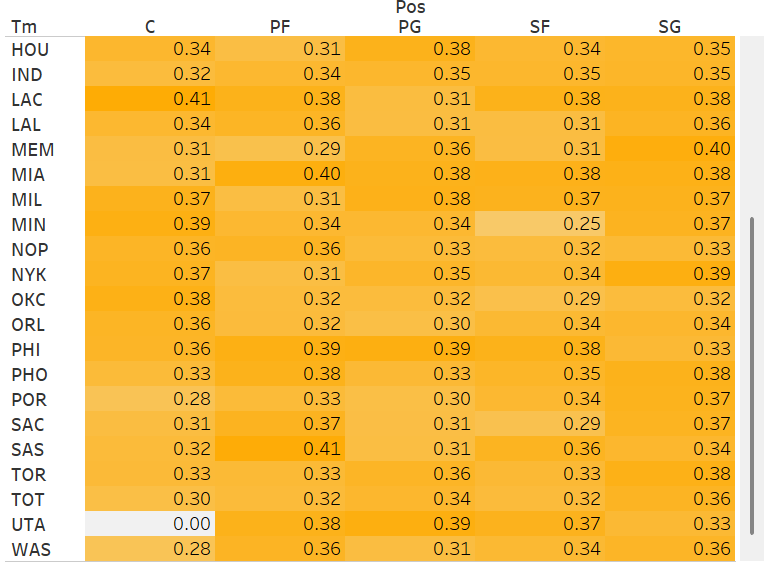 Pos
Tm C PF PG SF SG
HOU 0.34 0.31 0.38 0.34 0.35
IND 0.32 0.34 0.35 0.35 0.35
LAC 0.41 0.38 0.31 0.38 0.38
LAL 0.34 0.36 0.31 0.31 0.36
MEM 0.31 0.29 0.36 0.31 0.40
MIA 0.31 0.40 0.38 0.38 0.38
MIL 0.37 0.31 0.38 0.37 0.37
MIN 0.39 0.34 0.34 0.25 0.37
NOP 0.36 0.36 0.33 0.32 0.33
NYK 0.37 0.31 0.35 0.34 0.39
OKC 0.38 0.32 0.32 0.29 0.32
ORL 0.36 0.32 0.30 0.34 0.34
PHI 0.36 0.39 0.39 0.38 0.33
PHO 0.33 0.38 0.33 0.35 0.38
POR 0.28 0.33 0.30 0.34 0.37
SAC 0.31 0.37 0.31 0.29 0.37
SAS 0.32 0.41 0.31 0.36 0.34
TOR 0.33 0.33 0.36 0.33 0.38
TOT 0.30 0.32 0.34 0.32 0.36
UTA 0.00 0.38 0.39 0.37 0.33
WAS 0.28 0.36 0.31 0.34 0.36